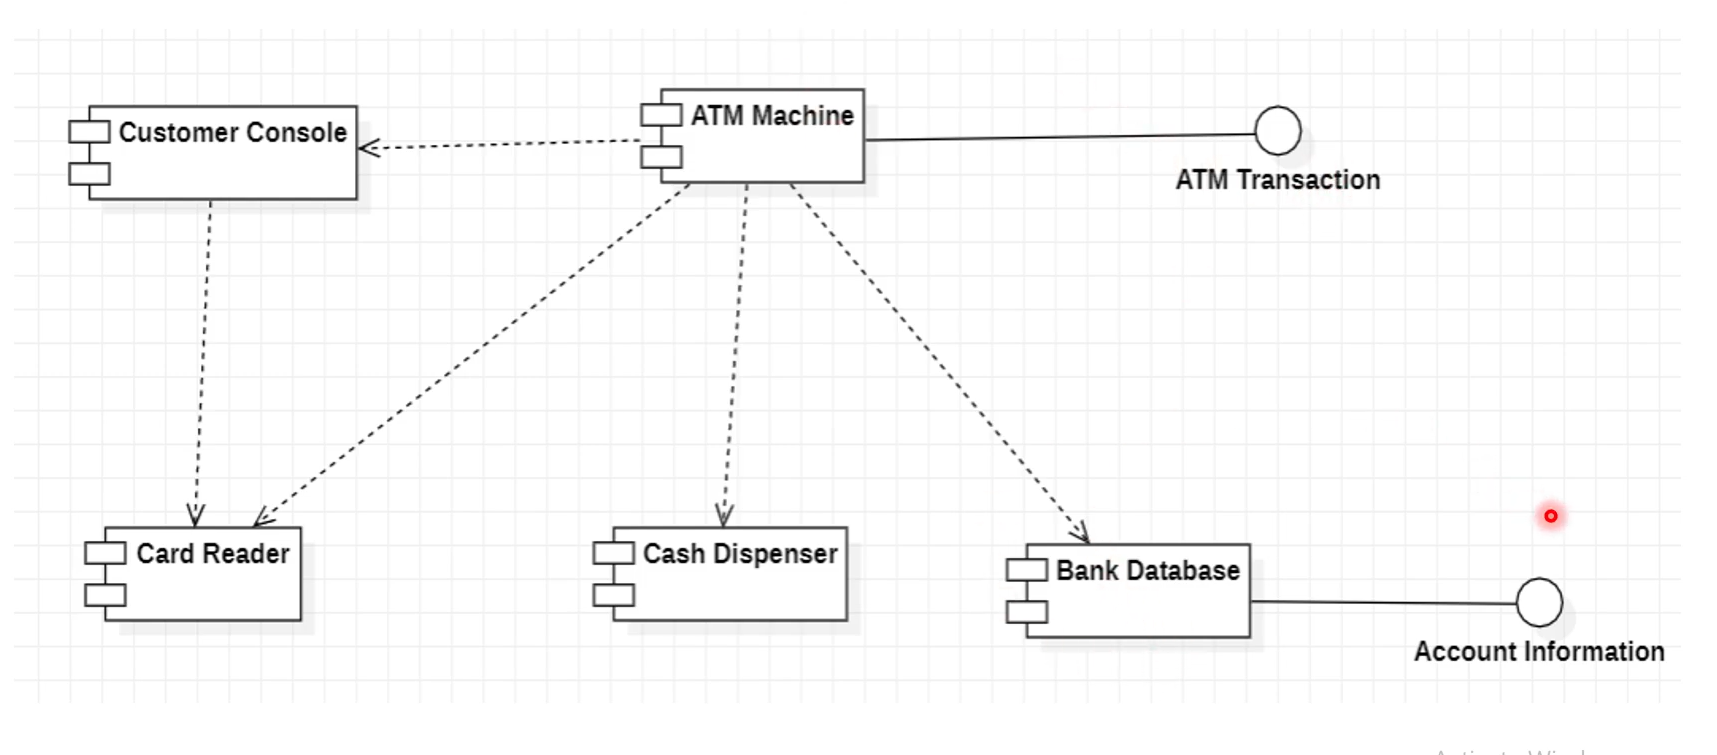 Customer Console
ATM Machine
ATM Transaction
Card Reader
Cash Dispenser
Bank Database
Account Information